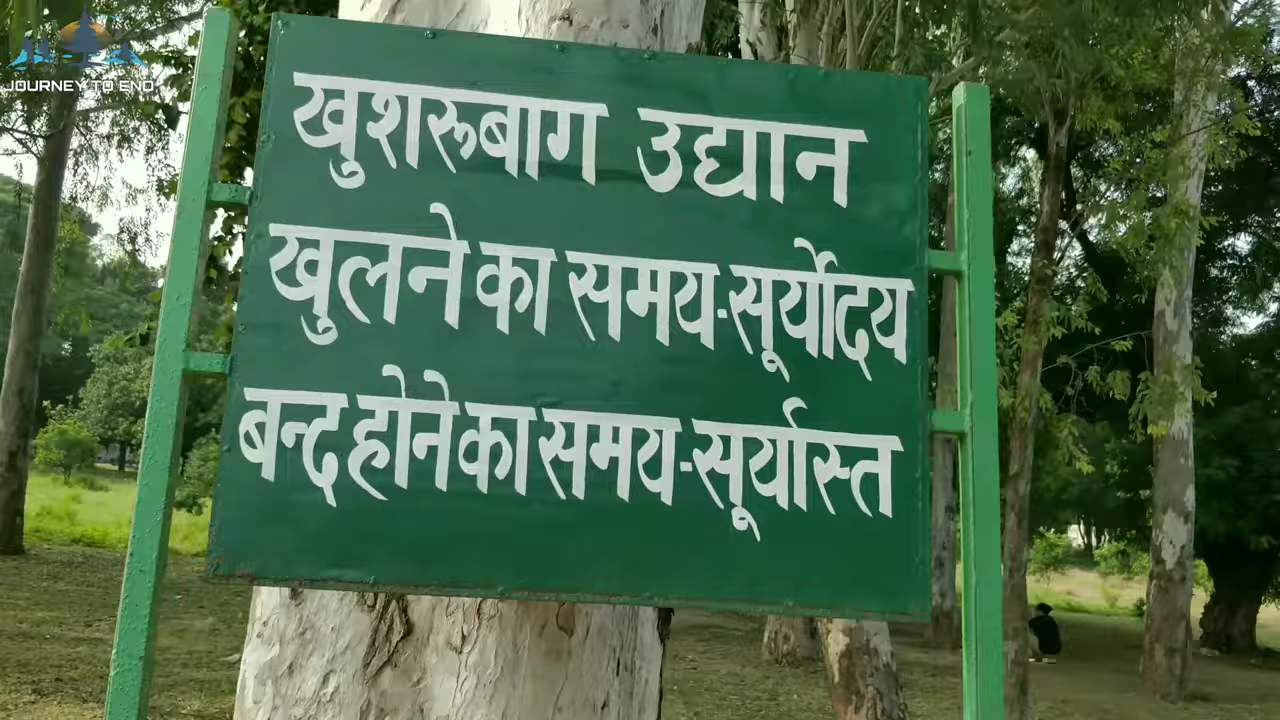 JOURNEY TO END
खुशरूबाग उद्यान
खुलने का समय-सूर्योदय
बन्द होने का समय-सूर्यास्त